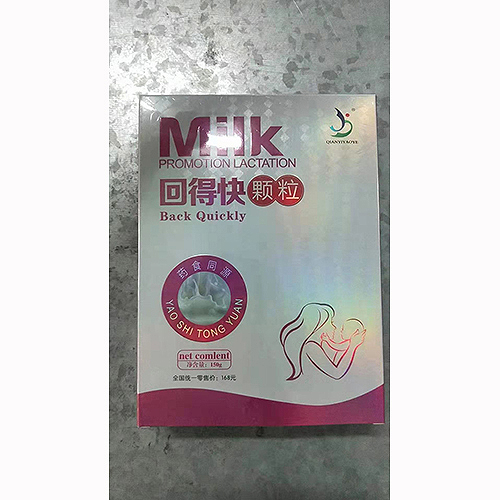 Milk
PROMOTION LACTATION
QIANYIYAOYE
回得快颗粒
Back Quickly
药食同源
YAO SHI TONG YUAN
net comlent
净含量：150g
全国统一零售价：168元